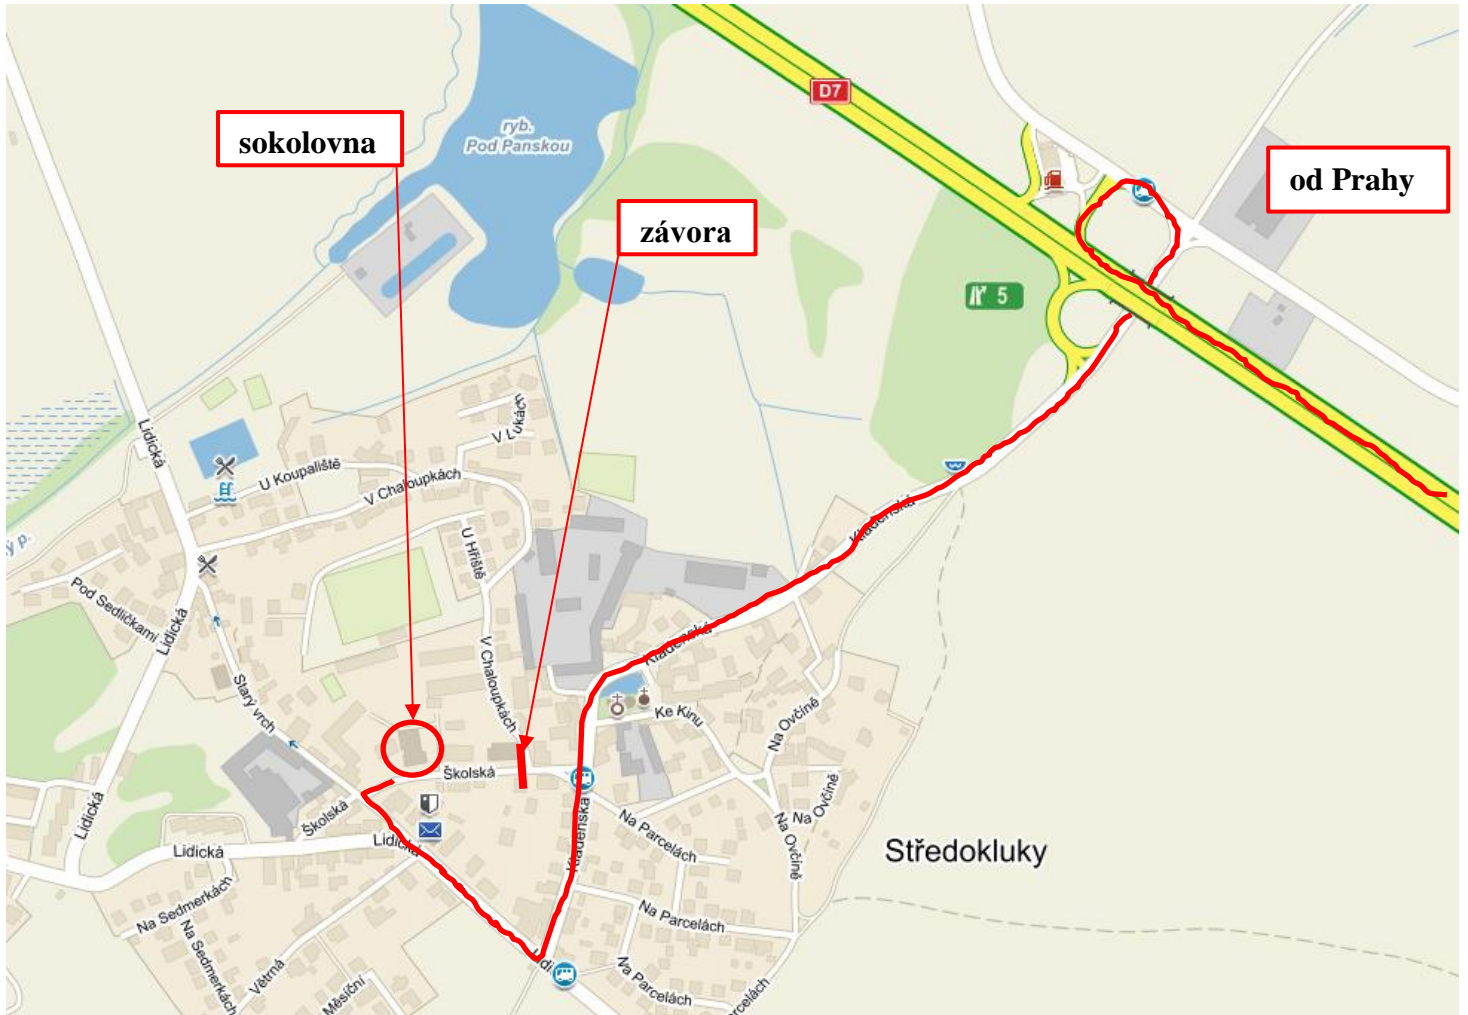 D7
ryb.
Pod Panskou
sokolovna
od Prahy
závora
5
Lidická
V Lukách
U Koupaliště
V Chaloupkách
Kladenská
ý p.
U Hřiště
Pod Sedličkami
Lidická
Kladenská
V Chaloupkách
Starý vrch
Ke Kinu
Na Ovčíně
Školská
Na Ovčíně
Lidická
Školská
Na Parcelách
Na Ovčíně
Kladenská
Lidická
Lidická
Středokluky
Na Sedmerkách
Na Parcelách
Na Sedmerkách
Větrná
Měsíční
Na Parcelách